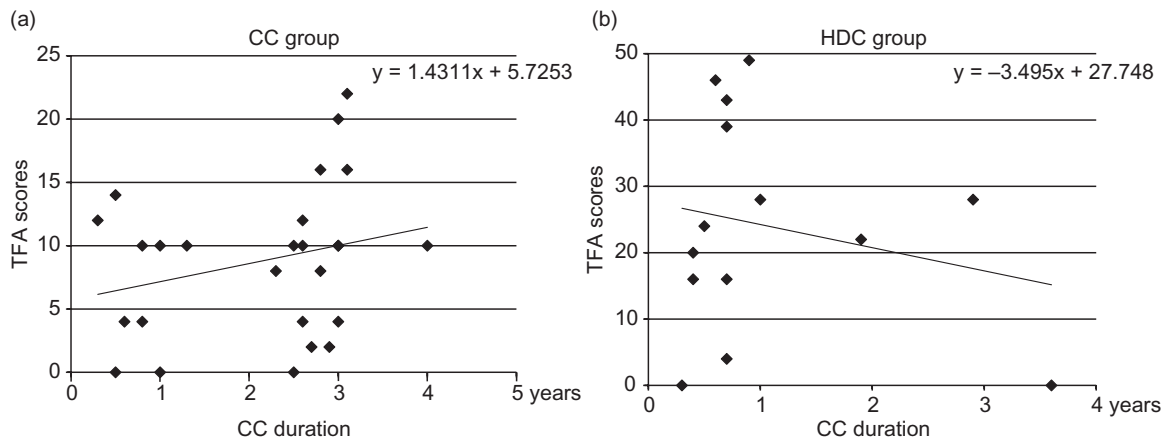 (a)
CC group
y = 1.4311x + 5.7253
25
20
15
10
5
0
TFA scores
0 1 2 3 4 5 years
CC duration
(b)
HDC group
y = –3.495x + 27.748
50
40
30
20
10
0
TFA scores
0 1 2 3 4 years
CC duration